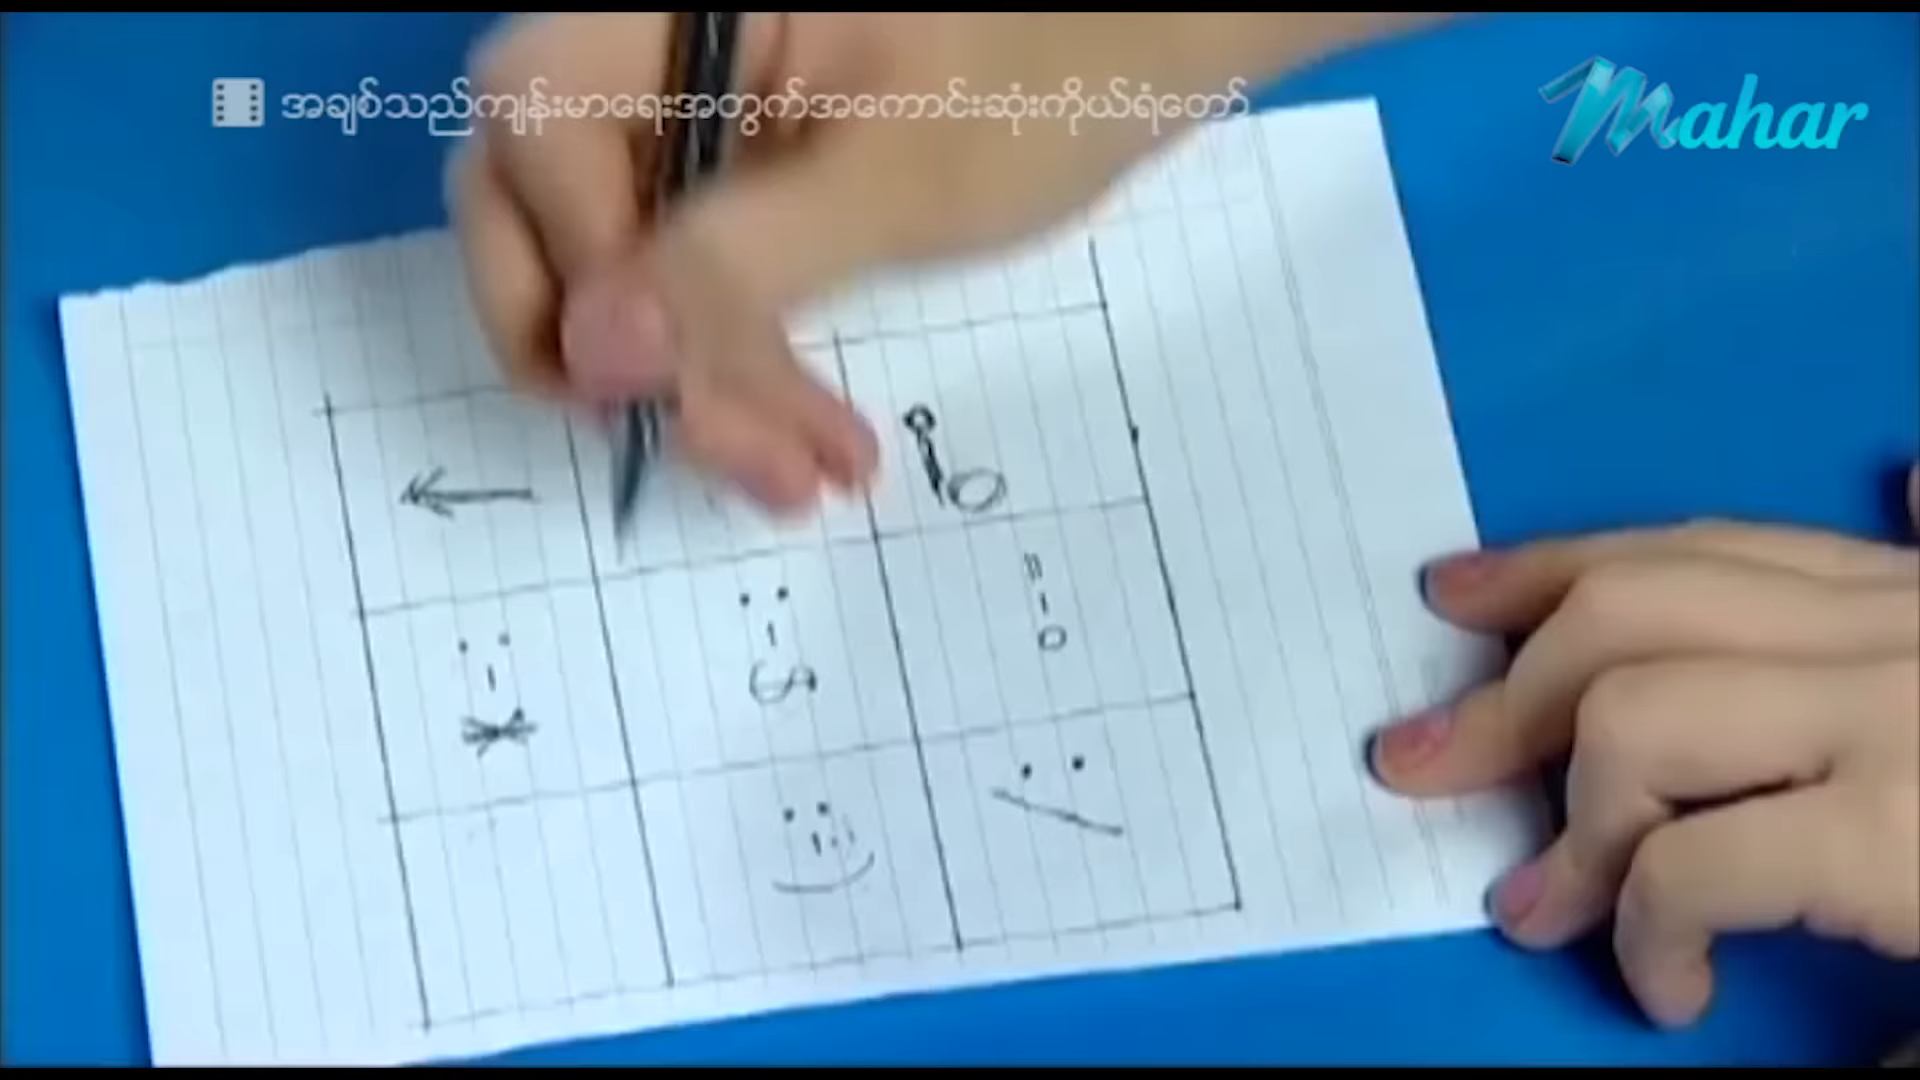 အချစ်သည်ကျန်းမာရေးအတွက်အကောင်းဆုံးကိုယ်ရံတော်
Mahar